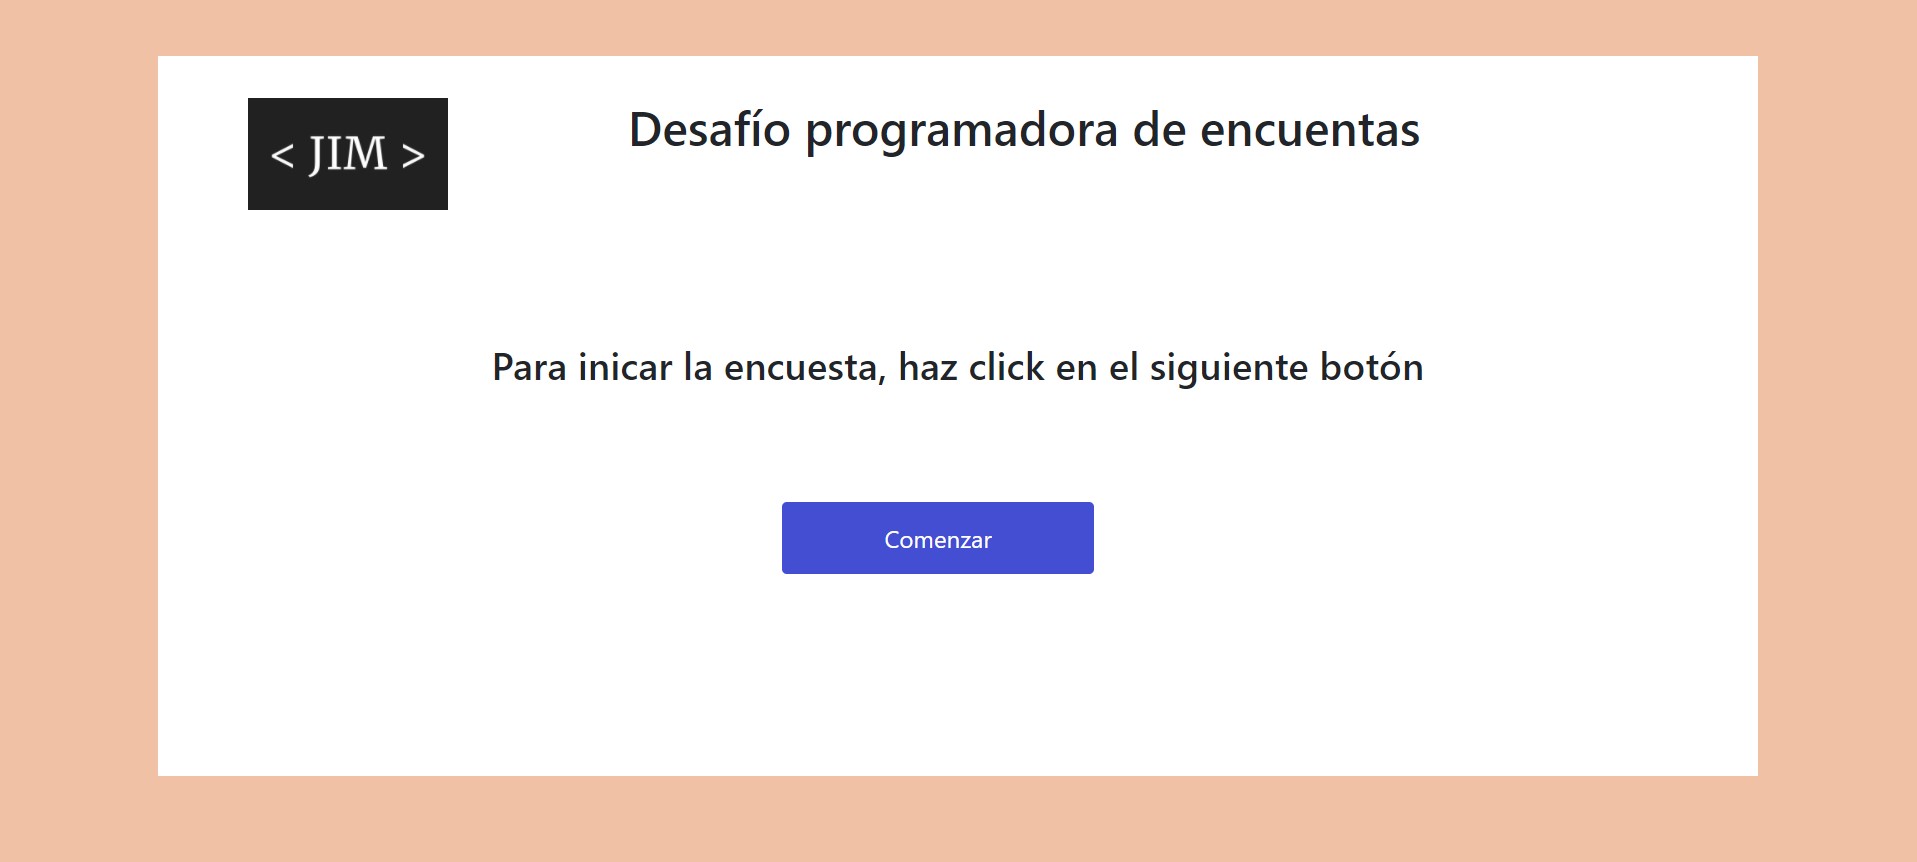 < JIM >
Desafío programadora de encuentas
Para inicar la encuesta, haz click en el siguiente botón
Comenzar